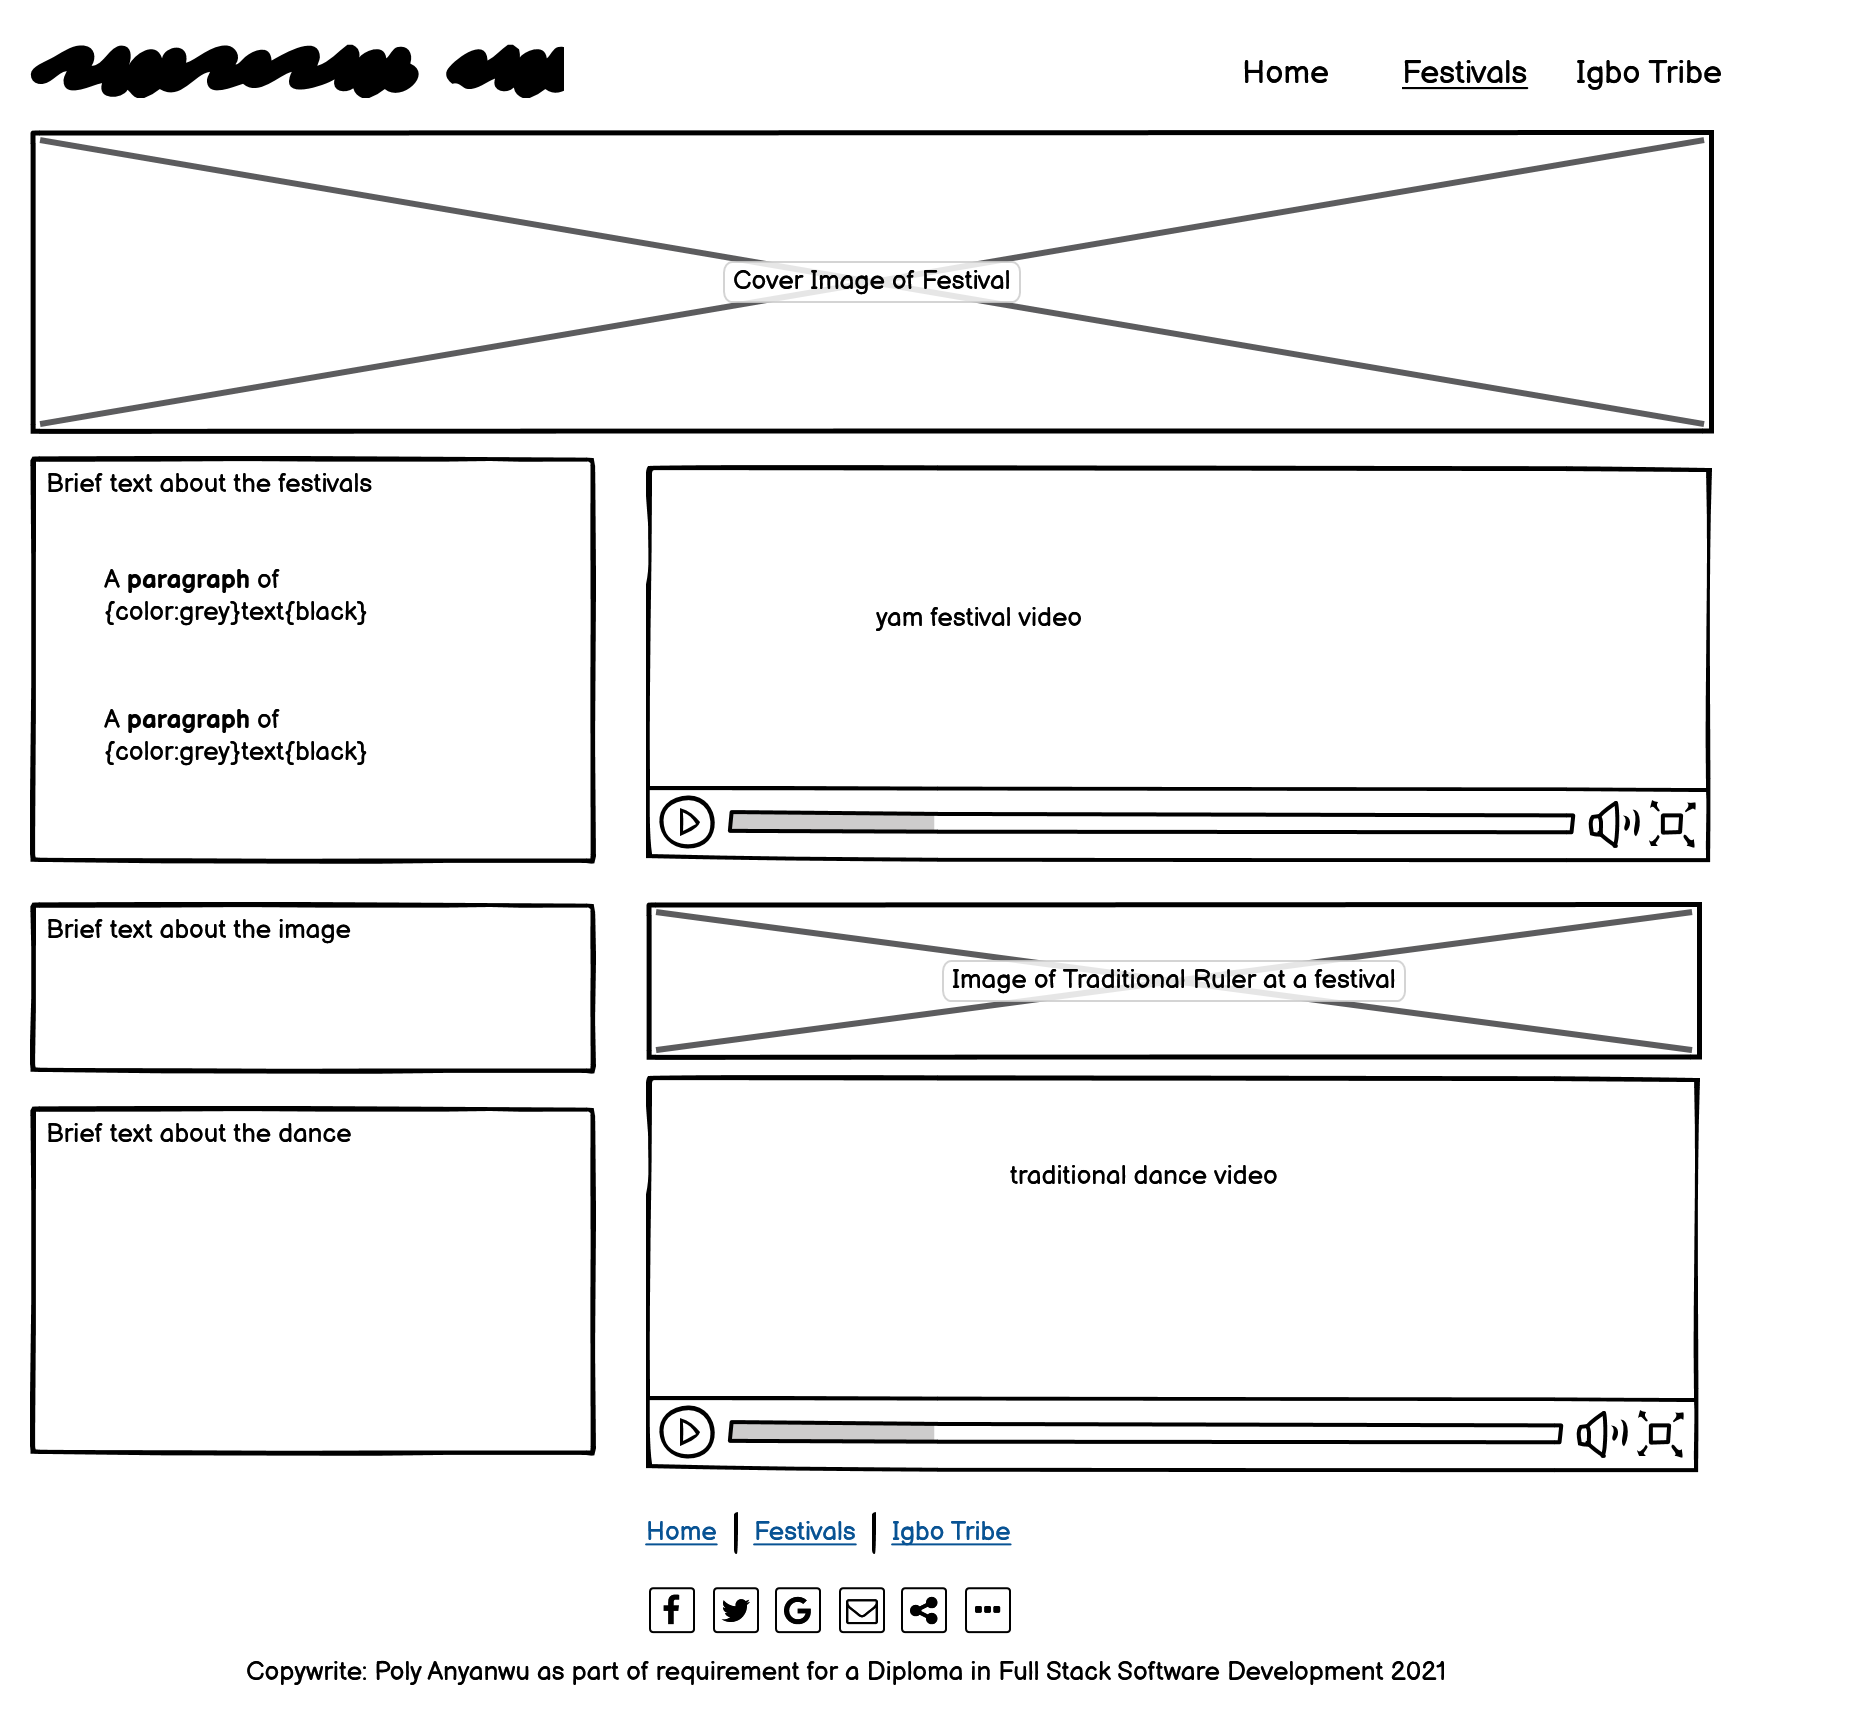 Home Festivals Igbo Tribe
Cover Image of Festival
Brief text about the festivals
A paragraph of
{color:grey}text{black}
A paragraph of
{color:grey}text{black}
yam festival video
Brief text about the image
Image of Traditional Ruler at a festival
Brief text about the dance
traditional dance video
Home Festivals Igbo Tribe
Copywrite: Poly Anyanwu as part of requirement for a Diploma in Full Stack Software Development 2021